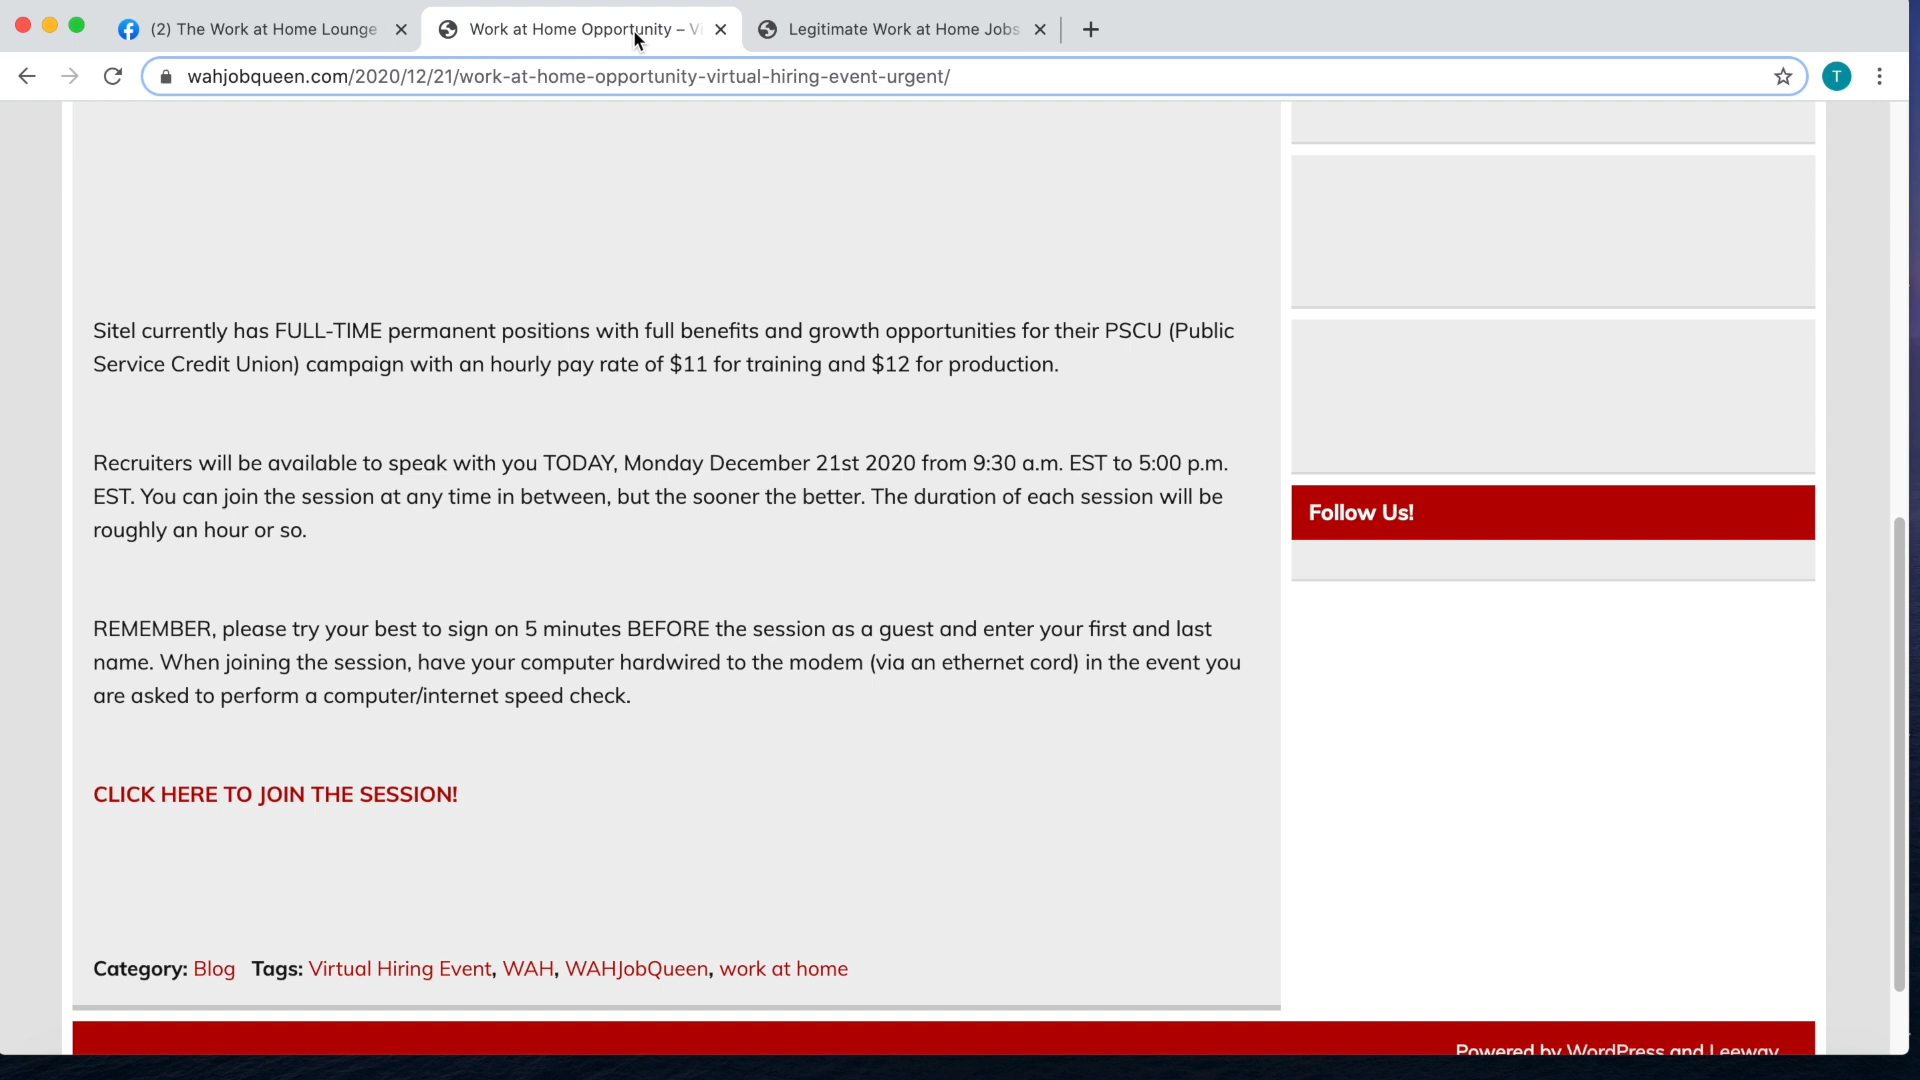 (2) The Work at Home Lounge
Work at Home Opportunity – Vi
Legitimate Work at Home Jobs
wahjobqueen.com/2020/12/21/work-at-home-opportunity-virtual-hiring-event-urgent/
T
Sitel currently has FULL-TIME permanent positions with full benefits and growth opportunities for their PSCU (Public
Service Credit Union) campaign with an hourly pay rate of $11 for training and $12 for production.
Recruiters will be available to speak with you TODAY, Monday December 21st 2020 from 9:30 a.m. EST to 5:00 p.m.
EST. You can join the session at any time in between, but the sooner the better. The duration of each session will be
roughly an hour or so.
Follow Us!
REMEMBER, please try your best to sign on 5 minutes BEFORE the session as a guest and enter your first and last
name. When joining the session, have your computer hardwired to the modem (via an ethernet cord) in the event you
are asked to perform a computer/internet speed check.
CLICK HERE TO JOIN THE SESSION!
Category: Blog Tags: Virtual Hiring Event, WAH, WAHJobQueen, work at home
Powered by WordPress and Leeway